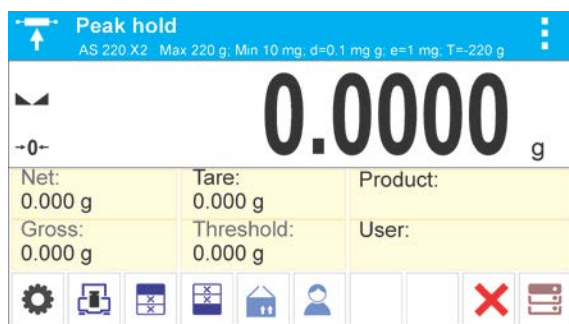 Peak hold
AS 220.X2 Max 220 g; Min 10 mg; d=0.1 mg g; e=1 mg; T=-220 g
0.0000 g
→0←
Net: Tare: Product:
0.000 g 0.000 g
Gross: Threshold: User:
0.000 g 0.000 g